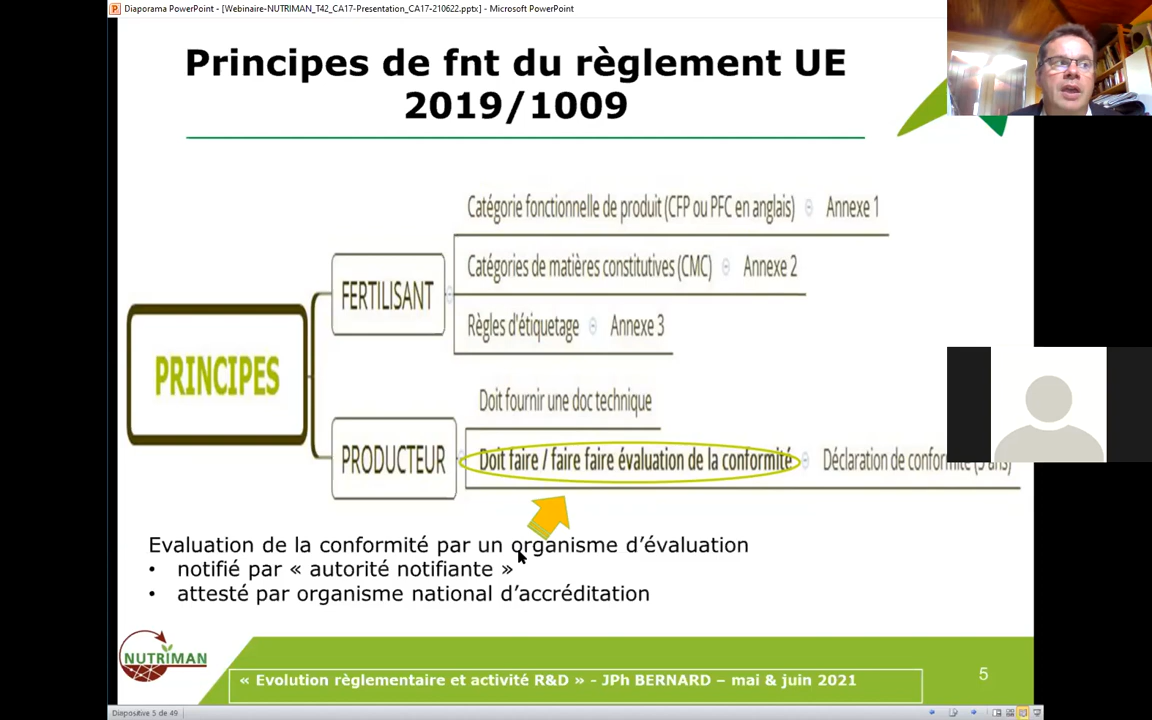 Diaporama PowerPoint - [Webinaire-NUTRIMAN_T42_CA17-Presentation_CA17-210622.pptx] - Microsoft PowerPoint
Principes de fnt du règlement UE
2019/1009
Catégorie fonctionnelle de produit (CFP ou PFC en anglais) Annexe 1
Catégories de matières constitutives (CMC) Annexe 2
FERTILISANT
Règles d'étiquetage Annexe 3
PRINCIPES
Doit fournir une doc technique
PRODUCTEUR
Doit faire / faire faire évaluation de la conformité Déclaration de conformité (5 ans)
Evaluation de la conformité par un organisme d’évaluation
• notifié par « autorité notifiante »
• attesté par organisme national d’accréditation
NUTRIMAN
« Evolution règlementaire et activité R&D » - JPh BERNARD – mai & juin 2021
5
Diapositive 5 de 49